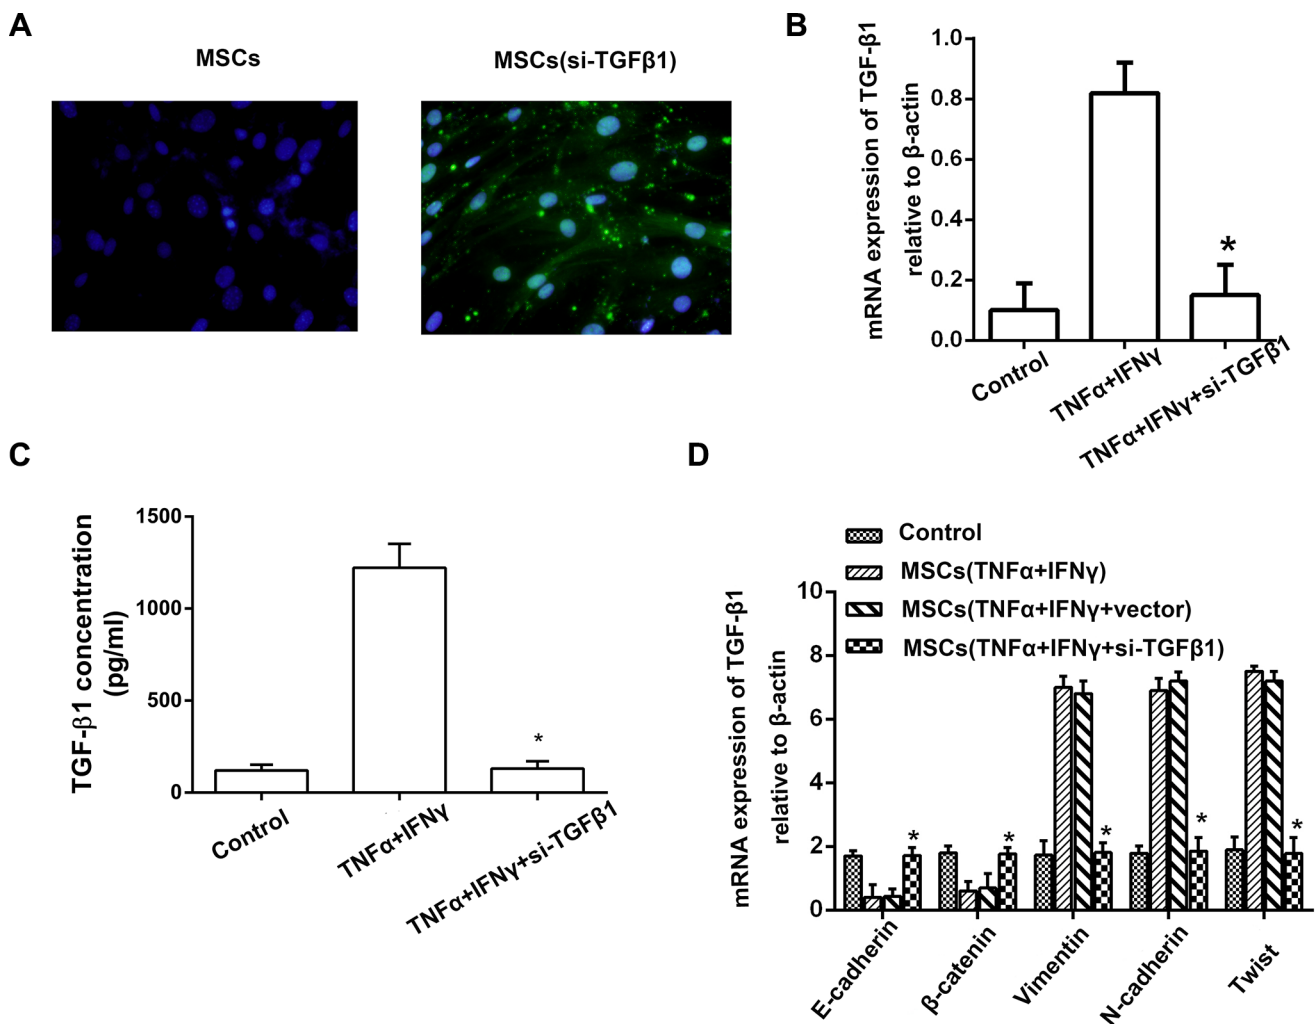 A
MSCs
MSCs(si-TGFβ1)
B
mRNA expression of TGF-β1
relative to β-actin
1.0
0.8
0.6
0.4
0.2
0.0
*
Control
TNFα+IFNγ
TNFα+IFNγ+si-TGFβ1
C
TGF-β1 concentration
(pg/ml)
1500
1000
500
0
*
Control
TNFα+IFNγ
TNFα+IFNγ+si-TGFβ1
D
Control
MSCs(TNFα+IFNγ)
MSCs(TNFα+IFNγ+vector)
MSCs(TNFα+IFNγ+si-TGFβ1)
mRNA expression of TGF-β1
relative to β-actin
10
8
6
4
2
0
* * * * *
E-cadherin
β-catenin
Vimentin
N-cadherin
Twist